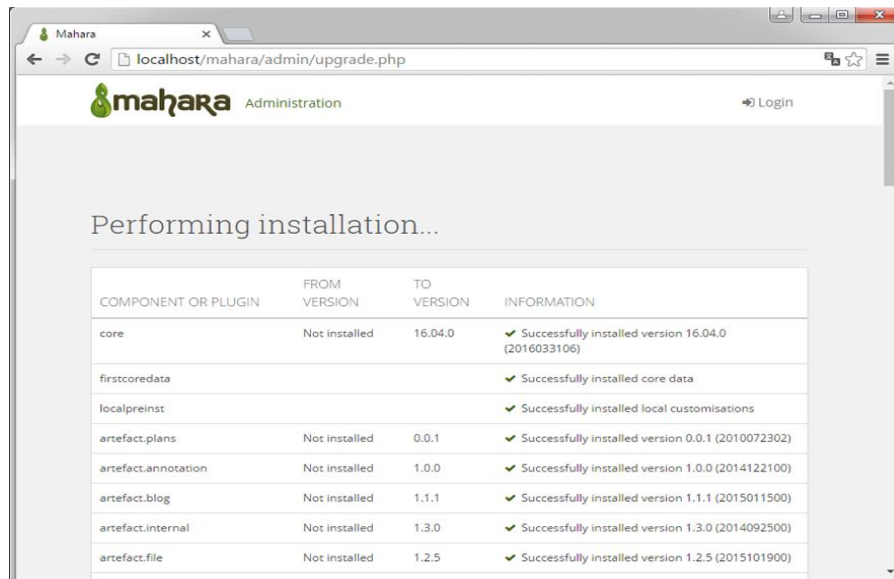 Mahara
localhost/mahara/admin/upgrade.php
mahara Administration Login
Performing installation...
COMPONENT OR PLUGIN FROM VERSION TO VERSION INFORMATION
core Not installed 16.04.0 Successfully installed version 16.04.0 (2016033106)
firstcoredata Successfully installed core data
localpreinst Successfully installed local customisations
artefact.plans Not installed 0.0.1 Successfully installed version 0.0.1 (2010072302)
artefact.annotation Not installed 1.0.0 Successfully installed version 1.0.0 (2014122100)
artefact.blog Not installed 1.1.1 Successfully installed version 1.1.1 (2015011500)
artefact.internal Not installed 1.3.0 Successfully installed version 1.3.0 (2014092500)
artefact.file Not installed 1.2.5 Successfully installed version 1.2.5 (2015101900)